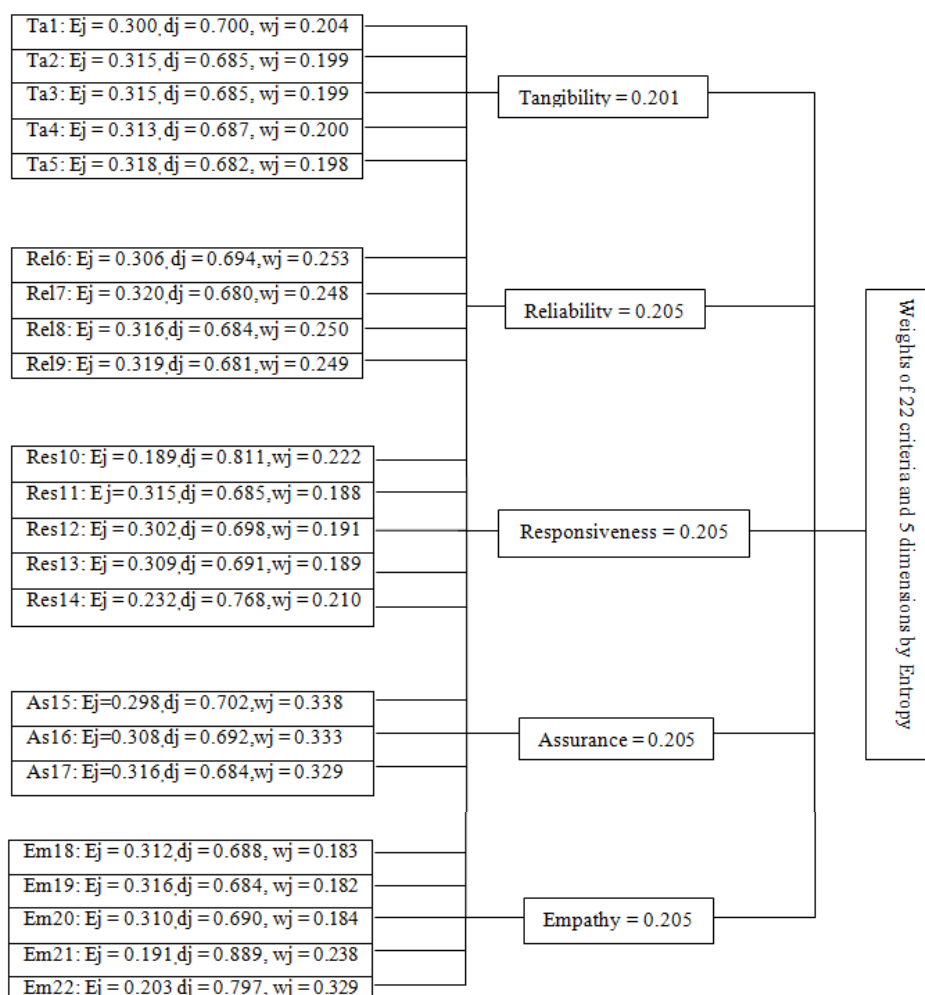 Ta1: Ej = 0.300,dj = 0.700, wj = 0.204
Ta2: Ej = 0.315,dj = 0.685, wj = 0.199
Ta3: Ej = 0.315,dj = 0.685, wj = 0.199
Ta4: Ej = 0.313,dj = 0.687, wj = 0.200
Ta5: Ej = 0.318,dj = 0.682, wj = 0.198
Tangibility = 0.201
Rel6: Ej = 0.306,dj = 0.694,wj = 0.253
Rel7: Ej = 0.320,dj = 0.680,wj = 0.248
Rel8: Ej = 0.316,dj = 0.684,wj = 0.250
Rel9: Ej = 0.319,dj = 0.681,wj = 0.249
Reliability = 0.205
Res10: Ej = 0.189,dj = 0.811,wj = 0.222
Res11: Ej= 0.315,dj = 0.685,wj = 0.188
Res12: Ej = 0.302,dj = 0.698,wj = 0.191
Res13: Ej = 0.309,dj = 0.691,wj = 0.189
Res14: Ej = 0.232,dj = 0.768,wj = 0.210
Responsiveness = 0.205
As15: Ej=0.298,dj = 0.702,wj = 0.338
As16: Ej=0.308,dj = 0.692,wj = 0.333
As17: Ej=0.316,dj = 0.684,wj = 0.329
Assurance = 0.205
Em18: Ej = 0.312,dj = 0.688, wj = 0.183
Em19: Ej = 0.316,dj = 0.684, wj = 0.182
Em20: Ej = 0.310,dj = 0.690, wj = 0.184
Em21: Ej = 0.191,dj = 0.889, wj = 0.238
Em22: Ej = 0.203,dj = 0.797, wj = 0.329
Empathy = 0.205
Weights of 22 criteria and 5 dimensions by Entropy